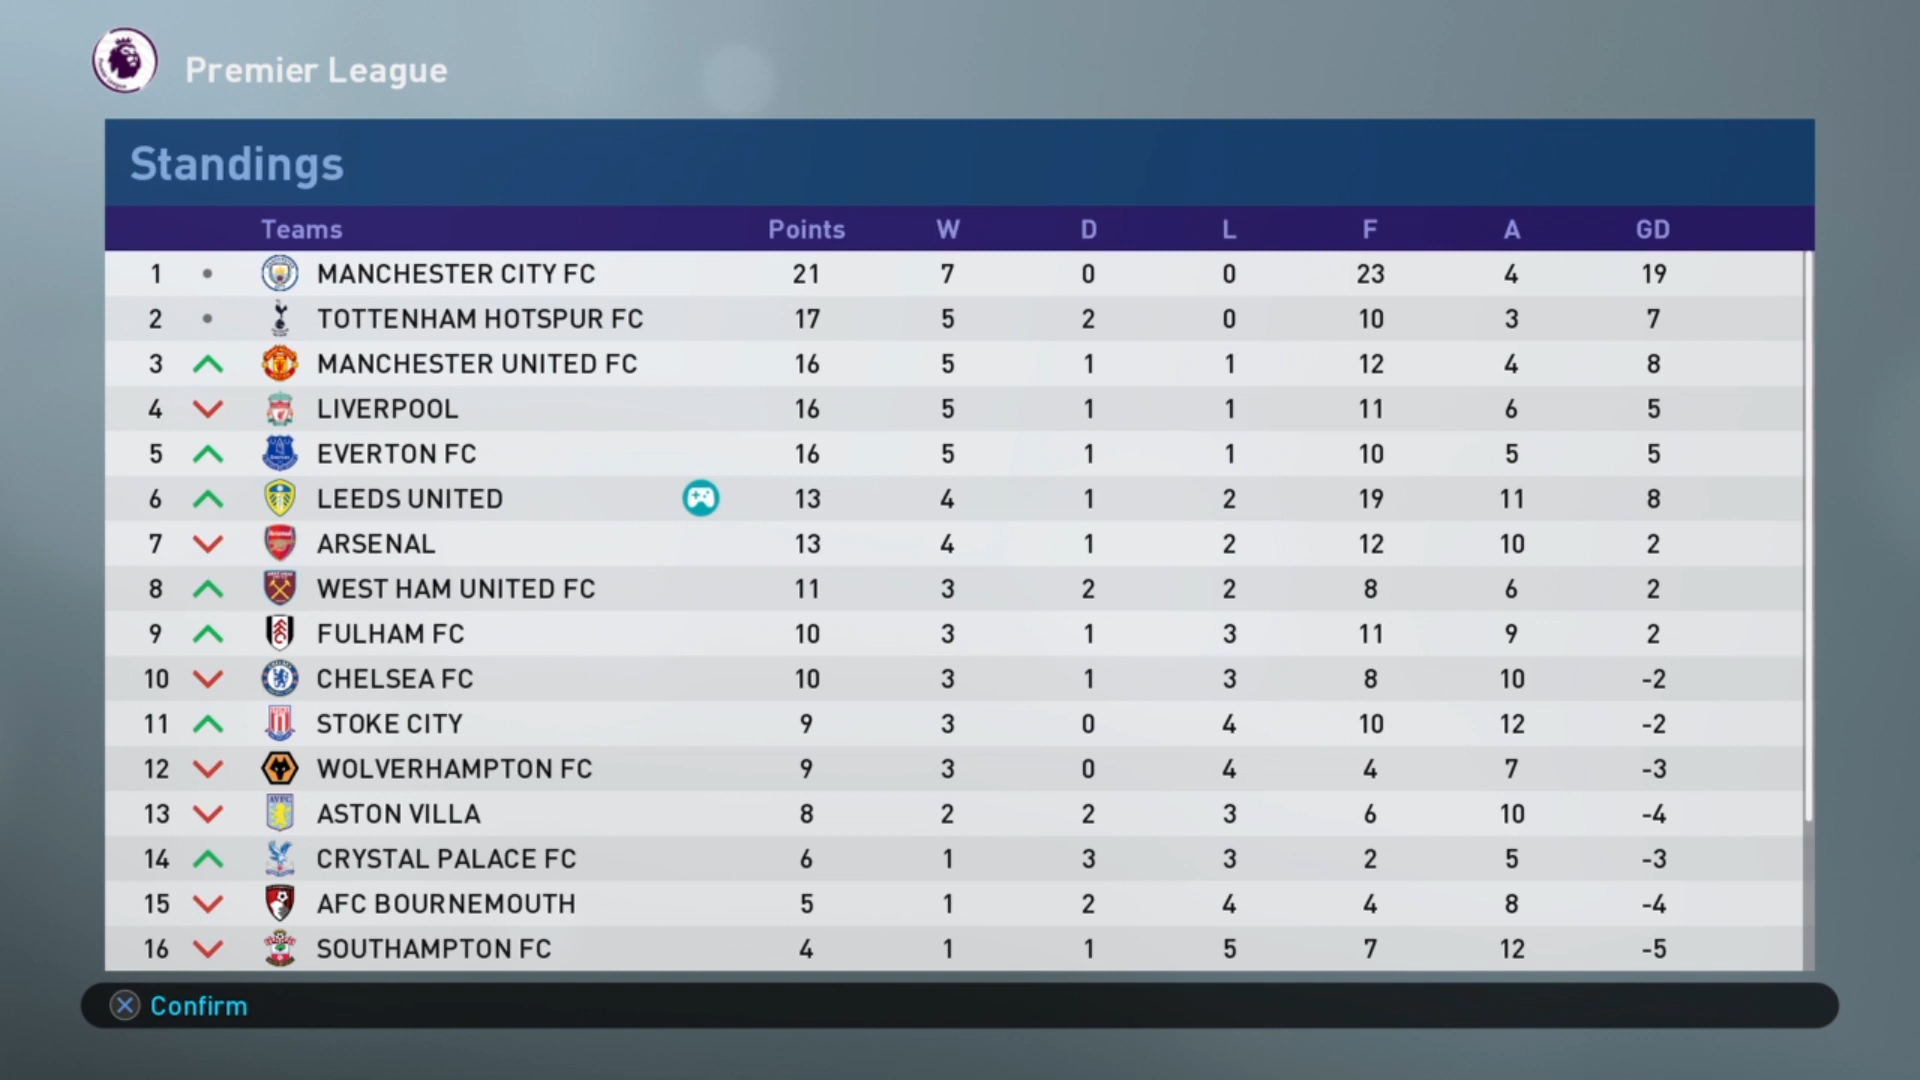 Premier League
Standings
Teams Points W D L F A GD
1 MANCHESTER CITY FC 21 7 0 0 23 4 19
2 TOTTENHAM HOTSPUR FC 17 5 2 0 10 3 7
3 MANCHESTER UNITED FC 16 5 1 1 12 4 8
4 LIVERPOOL 16 5 1 1 11 6 5
5 EVERTON FC 16 5 1 1 10 5 5
6 LEEDS UNITED 13 4 1 2 19 11 8
7 ARSENAL 13 4 1 2 12 10 2
8 WEST HAM UNITED FC 11 3 2 2 8 6 2
9 FULHAM FC 10 3 1 3 11 9 2
10 CHELSEA FC 10 3 1 3 8 10 -2
11 STOKE CITY 9 3 0 4 10 12 -2
12 WOLVERHAMPTON FC 9 3 0 4 4 7 -3
13 ASTON VILLA 8 2 2 3 6 10 -4
14 CRYSTAL PALACE FC 6 1 3 3 2 5 -3
15 AFC BOURNEMOUTH 5 1 2 4 4 8 -4
16 SOUTHAMPTON FC 4 1 1 5 7 12 -5
Confirm